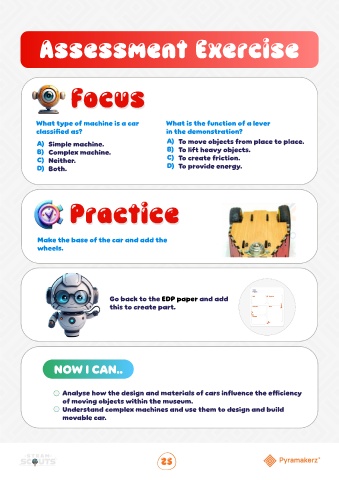 Assessment Exercise
Focus
What type of machine is a car
classified as?
A) Simple machine.
B) Complex machine.
C) Neither.
D) Both.
What is the function of a lever
in the demonstration?
A) To move objects from place to place.
B) To lift heavy objects.
C) To create friction.
D) To provide energy.
Practice
Make the base of the car and add the
wheels.
Go back to the EDP paper and add
this to create part.
NOW I CAN..
Analyse how the design and materials of cars influence the efficiency
of moving objects within the museum.
Understand complex machines and use them to design and build
movable car.
SCOUTS
25
Pyramakerz